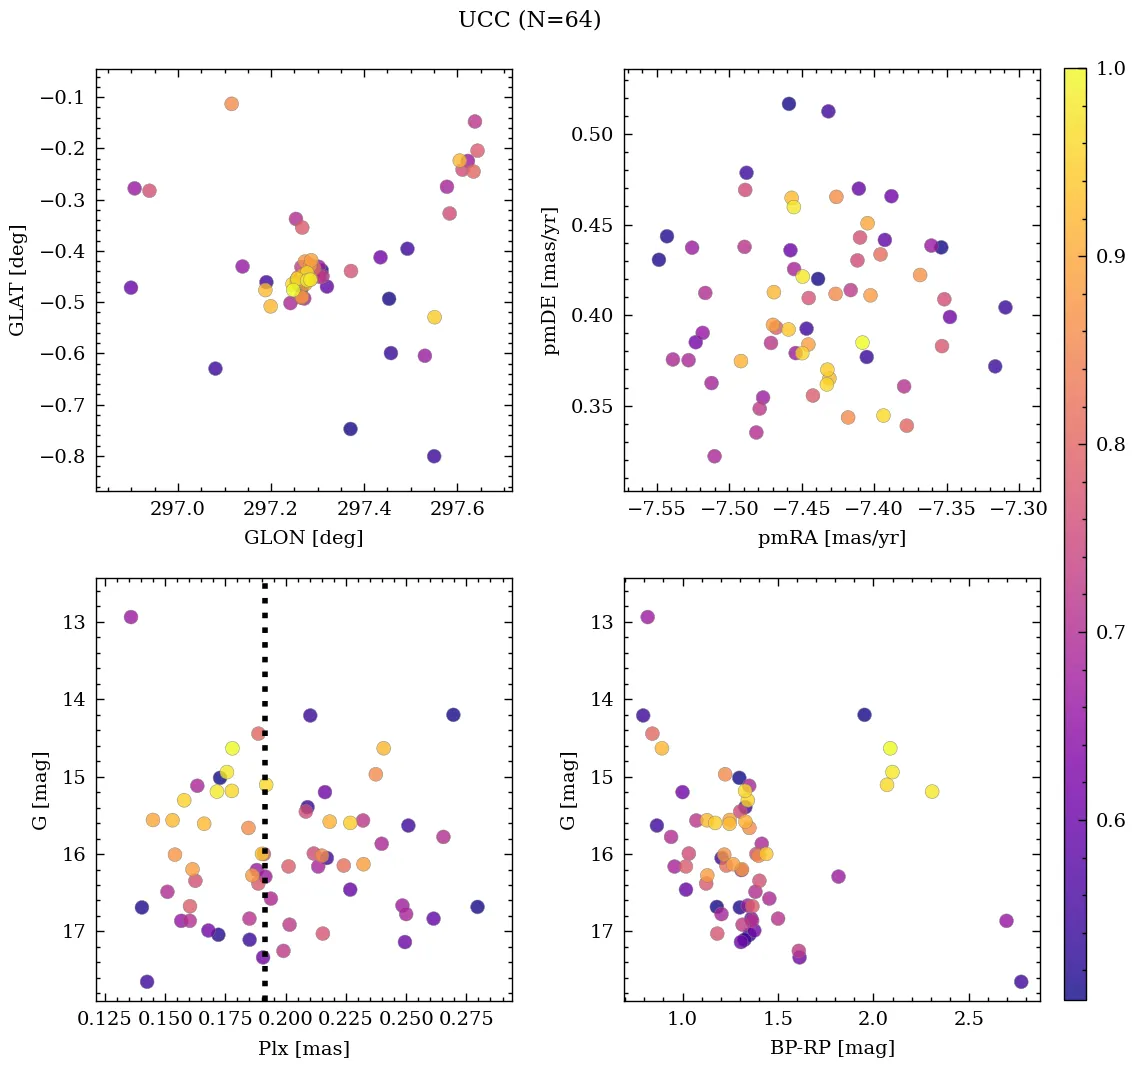 UCC (N=64)
−0.1
−0.2
−0.3
−0.4
−0.5
−0.6
−0.7
−0.8
GLAT [deg]
297.0 297.2 297.4 297.6
GLON [deg]
0.50
0.45
0.40
0.35
pmDE [mas/yr]
−7.55 −7.50 −7.45 −7.40 −7.35 −7.30
pmRA [mas/yr]
13
14
15
16
17
G [mag]
0.125 0.150 0.175 0.200 0.225 0.250 0.275
Plx [mas]
13
14
15
16
17
G [mag]
1.0 1.5 2.0 2.5
BP-RP [mag]
1.0
0.9
0.8
0.7
0.6